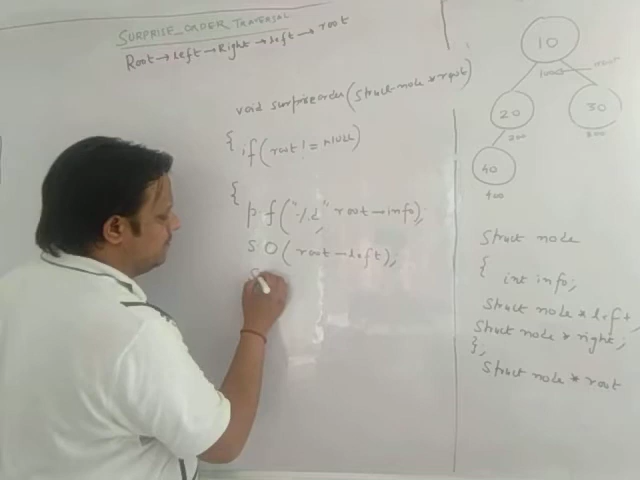 SURPRISE_ORDER TRAVERSAL
Root→Left→Right→Left→root
void surpriseorder(struct node *root)
{ if(root != NULL)
{
pf("%d", root→info);
SO(root→left);
S
10
1000 ← root
20
200
30
300
40
400
struct node
{
int info;
struct node *left,
struct node *right;
};
struct node *root